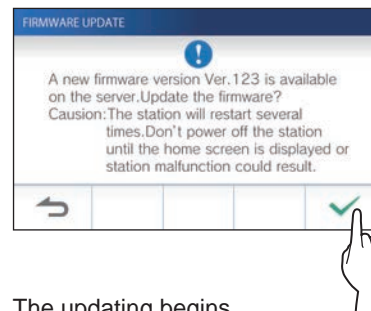 FIRMWARE UPDATE
A new firmware version Ver.123 is available
on the server.Update the firmware?
Causion:The station will restart several
times.Don't power off the station
until the home screen is displayed or
station malfunction could result.
The updating begins